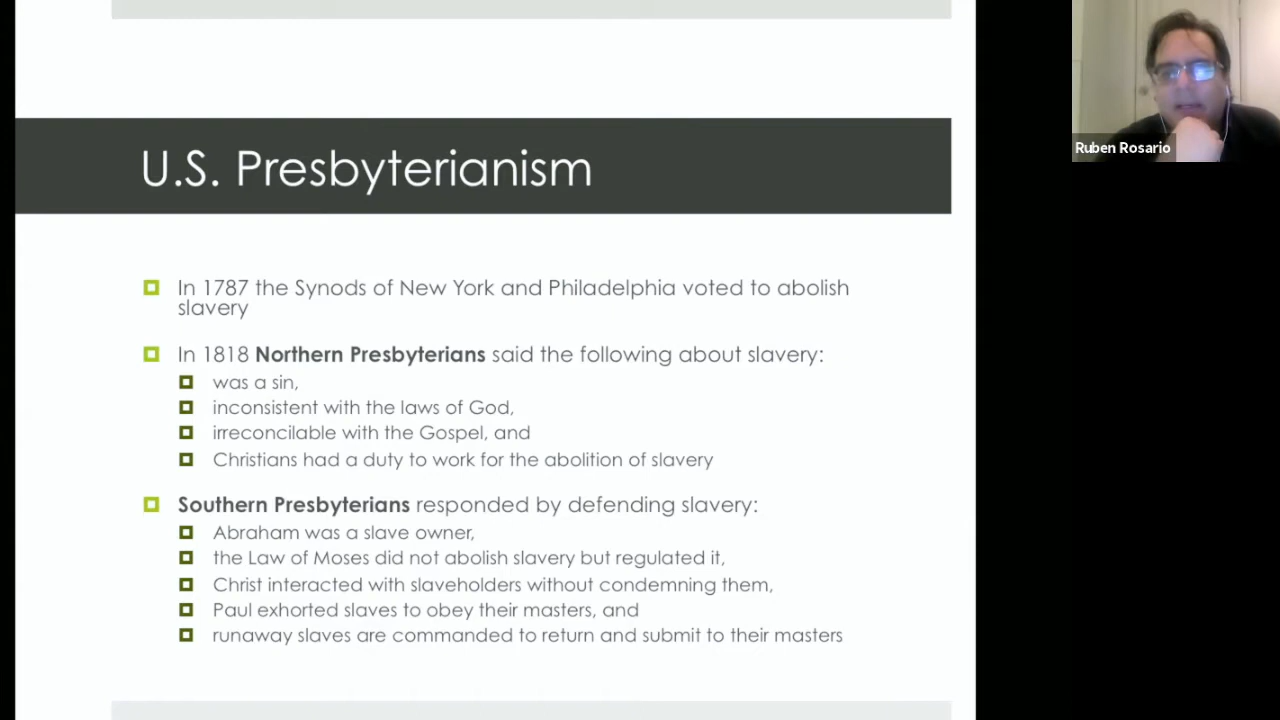 U.S. Presbyterianism
In 1787 the Synods of New York and Philadelphia voted to abolish
slavery
In 1818 Northern Presbyterians said the following about slavery:
was a sin,
inconsistent with the laws of God,
irreconcilable with the Gospel, and
Christians had a duty to work for the abolition of slavery
Southern Presbyterians responded by defending slavery:
Abraham was a slave owner,
the Law of Moses did not abolish slavery but regulated it,
Christ interacted with slaveholders without condemning them,
Paul exhorted slaves to obey their masters, and
runaway slaves are commanded to return and submit to their masters
Ruben Rosario